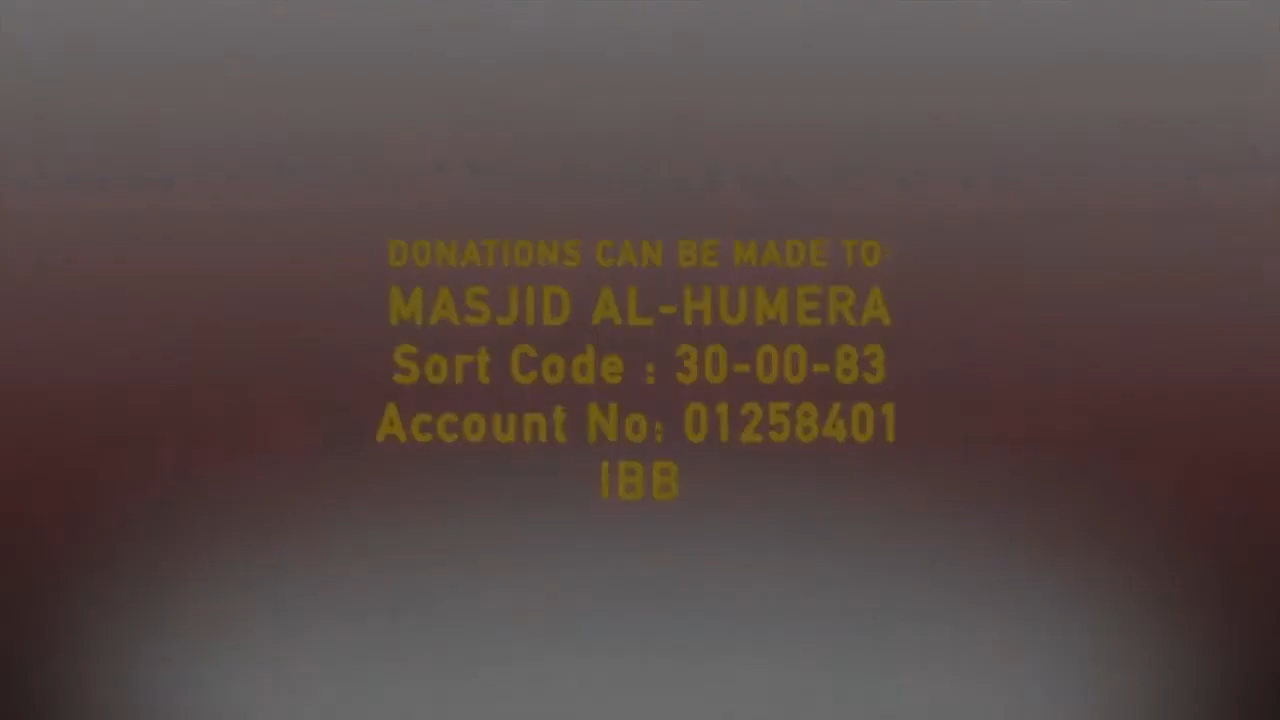 DONATIONS CAN BE MADE TO:
MASJID AL-HUMERA
Sort Code : 30-00-83
Account No: 01258401
IBB